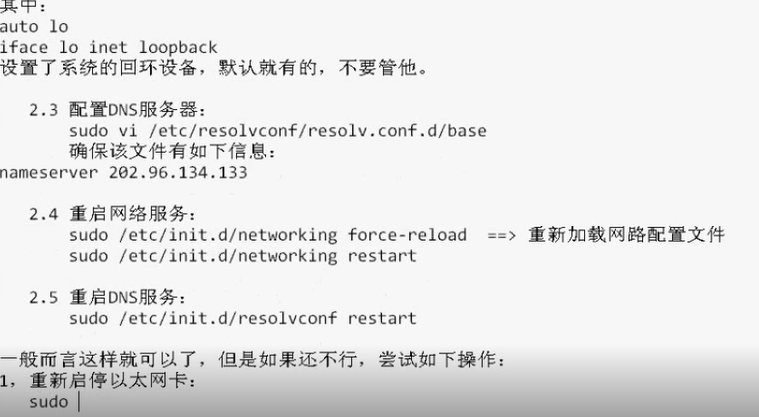 其中：
auto lo
iface lo inet loopback
设置了系统的回环设备，默认就有的，不要管他。
2.3 配置DNS服务器：
sudo vi /etc/resolvconf/resolv.conf.d/base
确保该文件有如下信息：
nameserver 202.96.134.133
2.4 重启网络服务：
sudo /etc/init.d/networking force-reload ==> 重新加载网路配置文件
sudo /etc/init.d/networking restart
2.5 重启DNS服务：
sudo /etc/init.d/resolvconf restart
一般而言这样就可以了，但是如果还不行，尝试如下操作：
1，重新启停以太网卡：
sudo